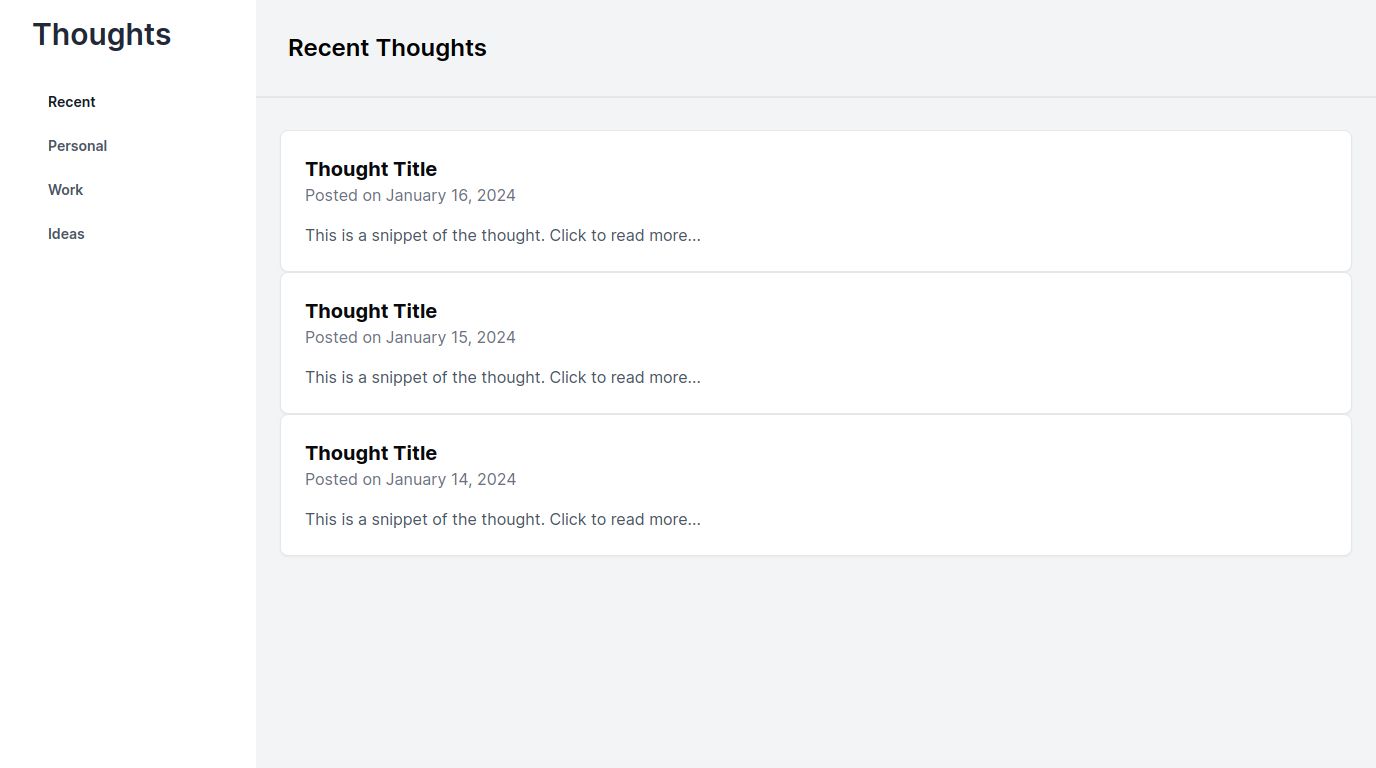 Thoughts
Recent
Personal
Work
Ideas
Recent Thoughts
Thought Title
Posted on January 16, 2024
This is a snippet of the thought. Click to read more...
Thought Title
Posted on January 15, 2024
This is a snippet of the thought. Click to read more...
Thought Title
Posted on January 14, 2024
This is a snippet of the thought. Click to read more...